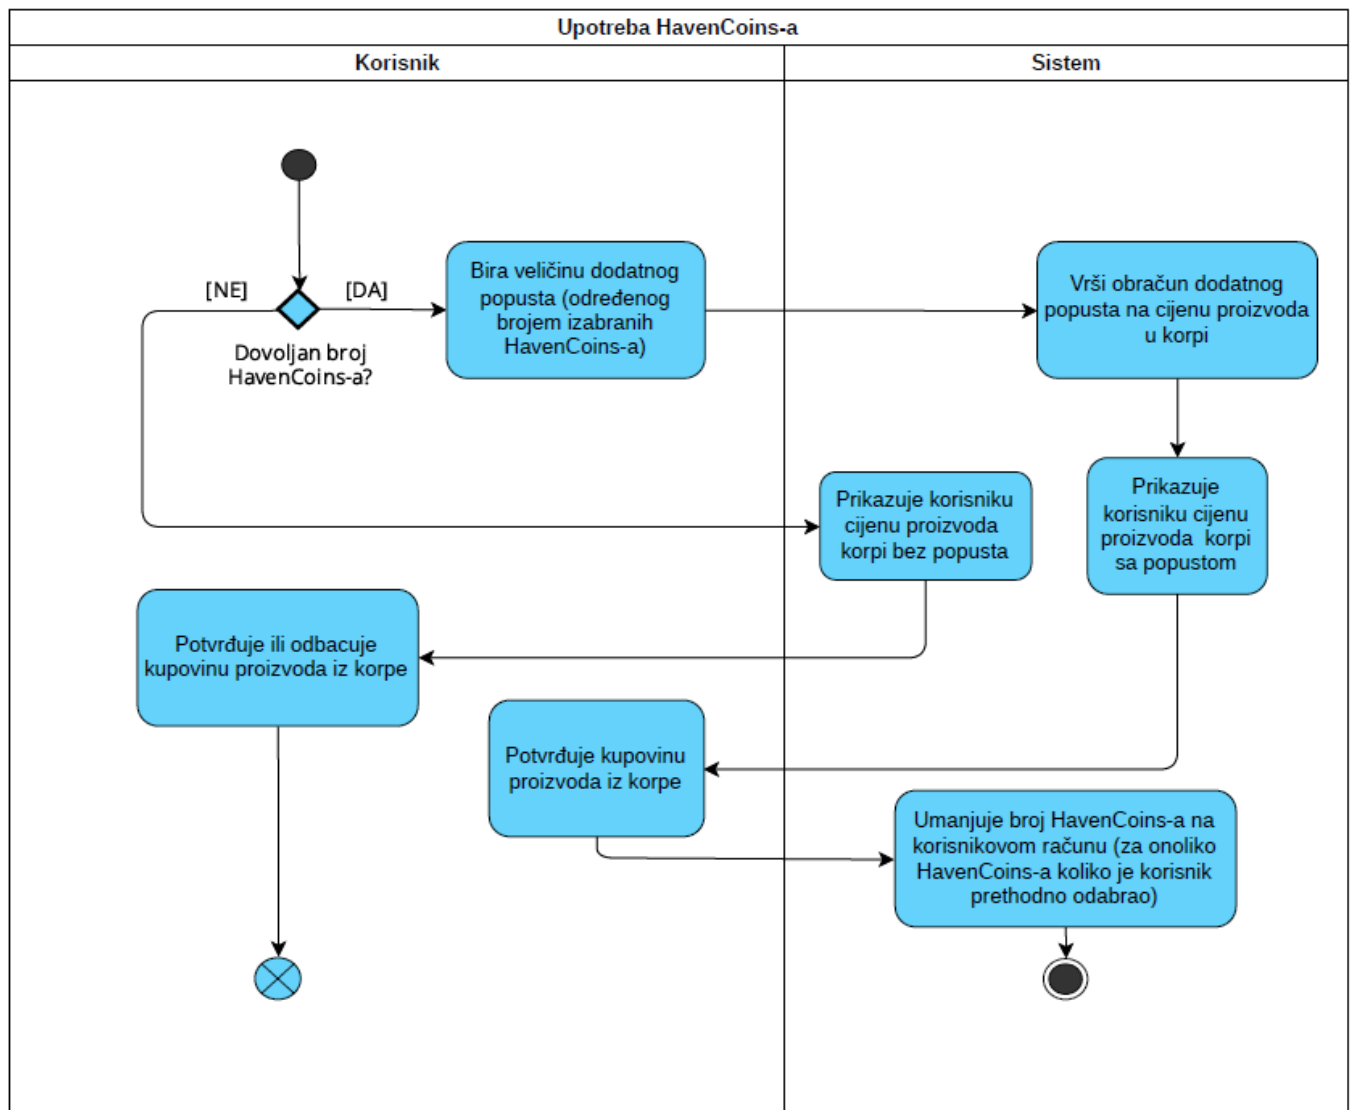 Upotreba HavenCoins-a
Korisnik
Sistem
[NE]
[DA]
Dovoljan broj
HavenCoins-a?
Bira veličinu dodatnog
popusta (određenog
brojem izabranih
HavenCoins-a)
Vrši obračun dodatnog
popusta na cijenu proizvoda
u korpi
Prikazuje korisniku
cijenu proizvoda
korpi bez popusta
Prikazuje
korisniku cijenu
proizvoda korpi
sa popustom
Potvrđuje ili odbacuje
kupovinu proizvoda iz korpe
Potvrđuje kupovinu
proizvoda iz korpe
Umanjuje broj HavenCoins-a na
korisnikovom računu (za onoliko
HavenCoins-a koliko je korisnik
prethodno odabrao)